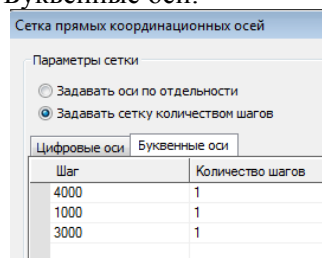 Буквенные оси:
Сетка прямых координационных осей
Параметры сетки
Задавать оси по отдельности
Задавать сетку количеством шагов
Цифровые оси Буквенные оси
Шаг Количество шагов
4000 1
1000 1
3000 1